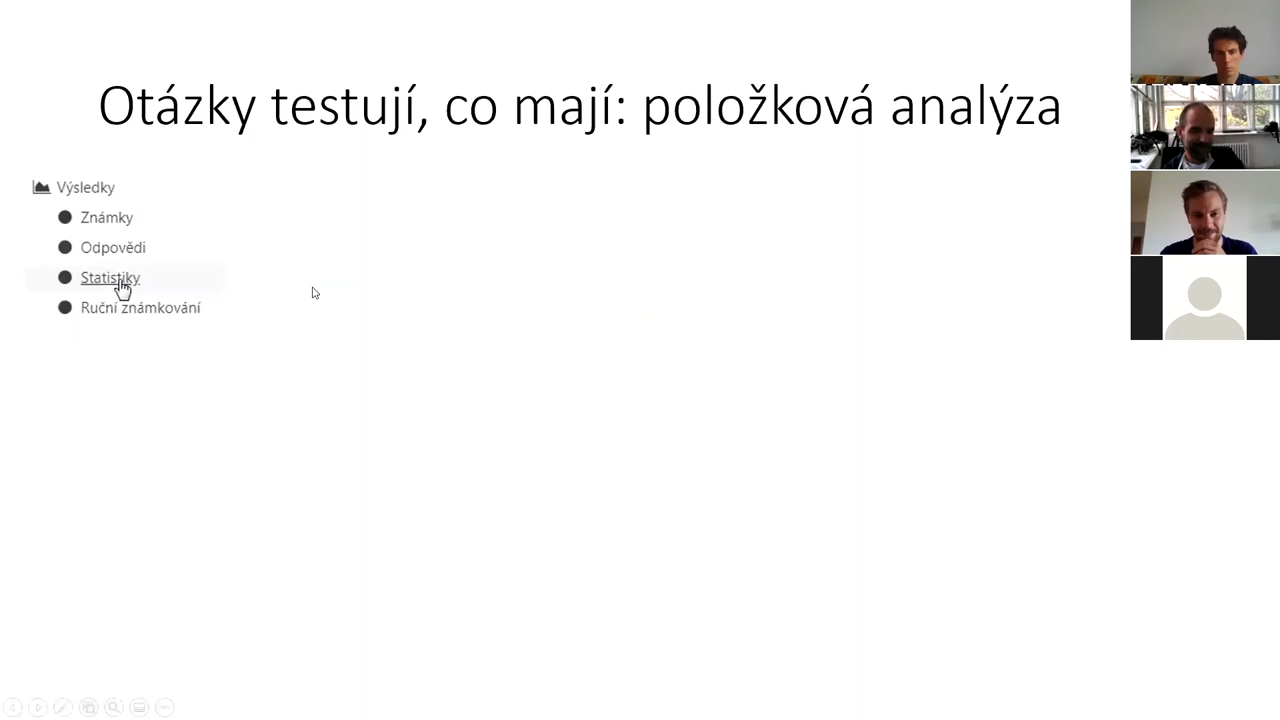 Otázky testují, co mají: položková analýza
Výsledky
Známky
Odpovědi
Statistiky
Ruční známkování